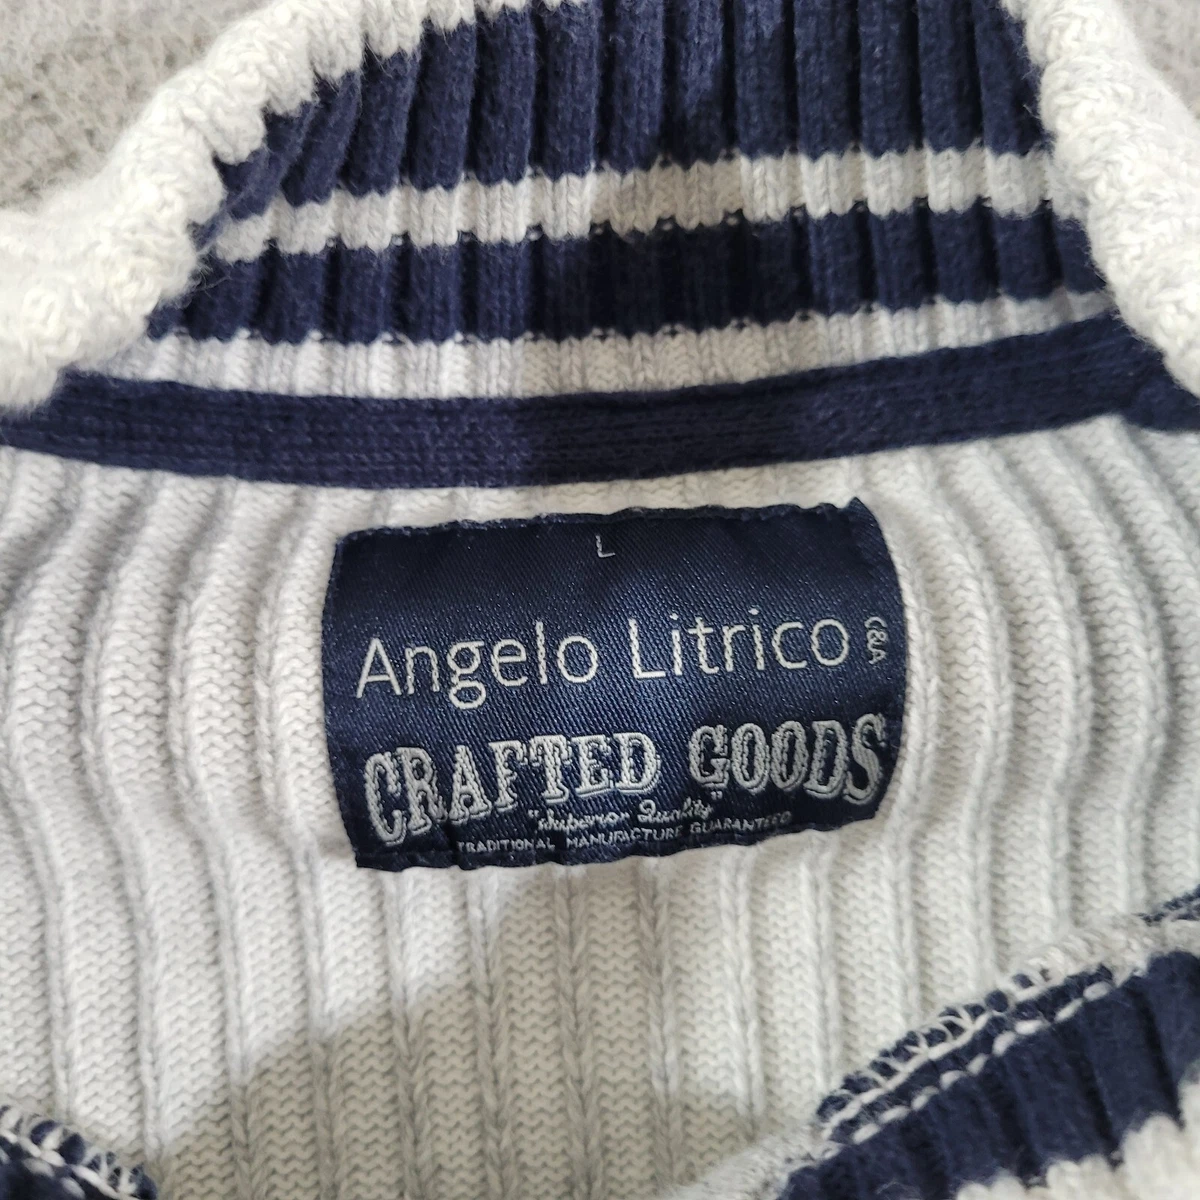 L
Angelo Litrico
C&A
CRAFTED GOODS
"Superior Quality"
TRADITIONAL MANUFACTURE GUARANTEED